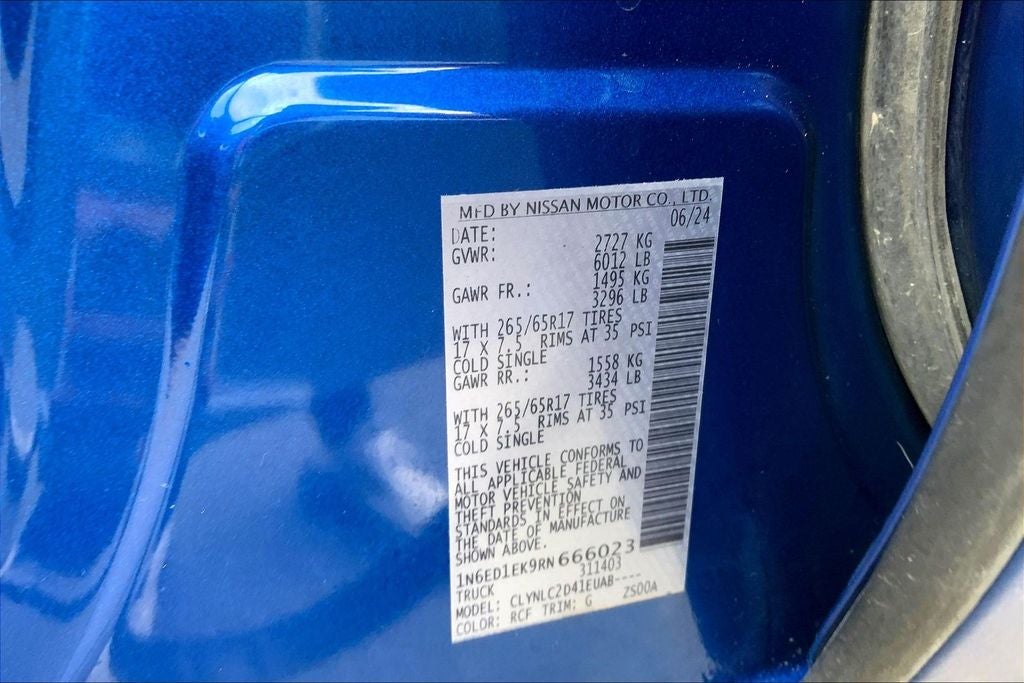 MFD BY NISSAN MOTOR CO., LTD.
DATE: 06/24
GVWR: 2727 KG
6012 LB
GAWR FR.: 1495 KG
3296 LB
WITH 265/65R17 TIRES
17 X 7.5 RIMS AT 35 PSI
COLD SINGLE
GAWR RR.: 1558 KG
3434 LB
WITH 265/65R17 TIRES
17 X 7.5 RIMS AT 35 PSI
COLD SINGLE
THIS VEHICLE CONFORMS TO
ALL APPLICABLE FEDERAL
MOTOR VEHICLE SAFETY AND
THEFT PREVENTION
STANDARDS IN EFFECT ON
THE DATE OF MANUFACTURE
SHOWN ABOVE.
1N6ED1EK9RN666023
TRUCK 311403
MODEL: CLYNLC2D41EUAB----
COLOR: RCF TRIM: G ZS00A